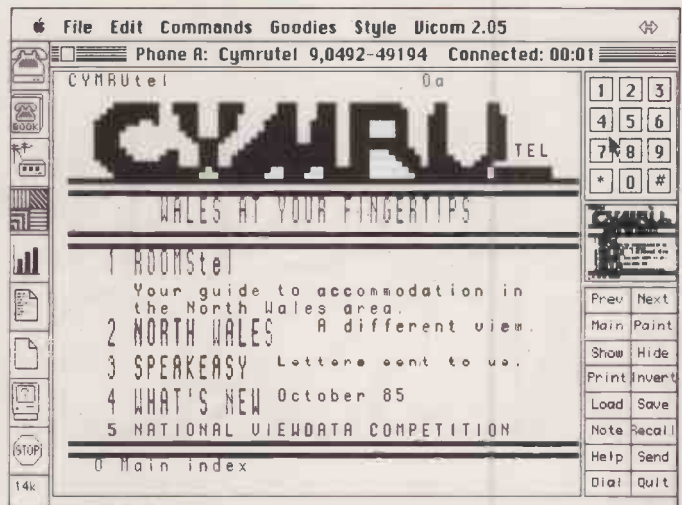 File Edit Commands Goodies Style Vicom 2.05
Phone A: Cymrutel 9,0492-49194 Connected: 00:01
CYMRUtel 0a
CYMRU TEL
WALES AT YOUR FINGERTIPS
1 ROOMStel
Your guide to accommodation in
the North Wales area.
2 NORTH WALES A different view.
3 SPEAKEASY Letters sent to us.
4 WHAT'S NEW October 85
5 NATIONAL VIEWDATA COMPETITION
0 Main index
BOOK
STOP
14k
1 2 3
4 5 6
7 8 9
* 0 #
Prev Next
Main Paint
Show Hide
Print Invert
Load Save
Note Recall
Help Send
Dial Quit